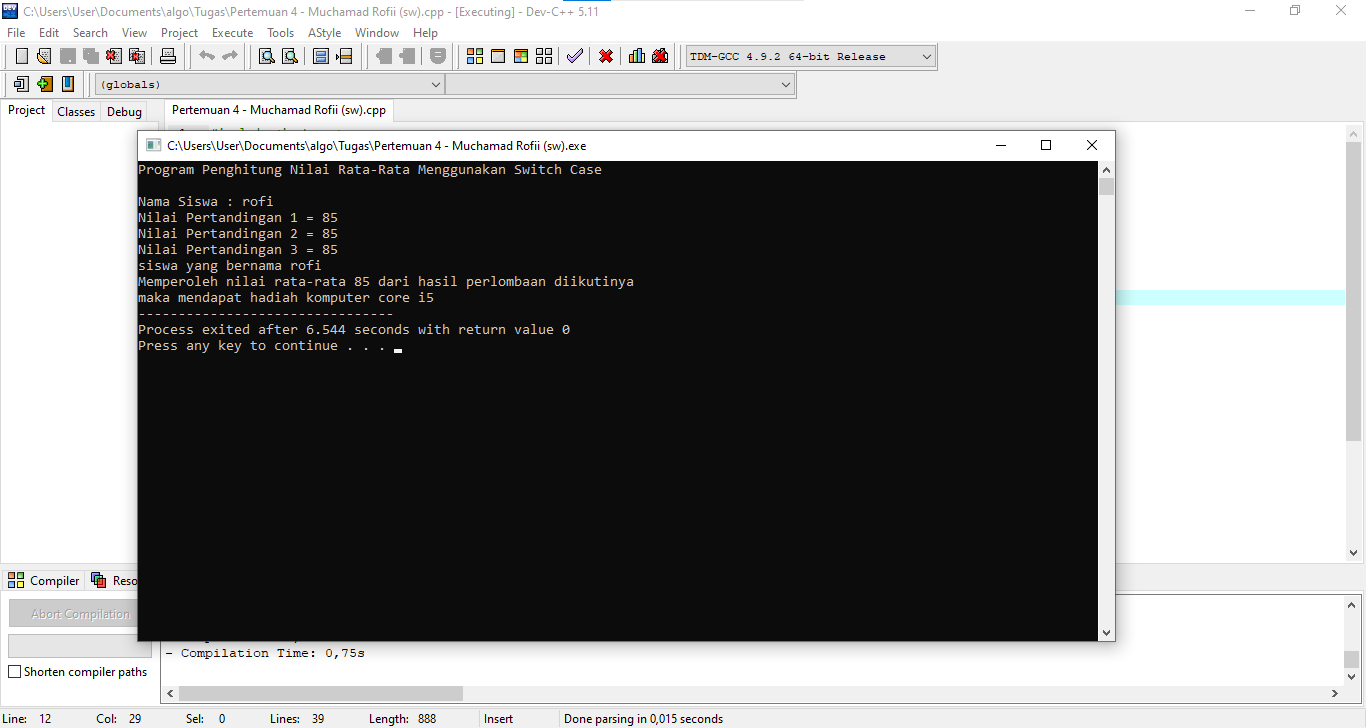 C:\Users\User\Documents\algo\Tugas\Pertemuan 4 - Muchamad Rofii (sw).cpp - [Executing] - Dev-C++ 5.11
File Edit Search View Project Execute Tools AStyle Window Help
TDM-GCC 4.9.2 64-bit Release
(globals)
Project Classes Debug
Pertemuan 4 - Muchamad Rofii (sw).cpp
C:\Users\User\Documents\algo\Tugas\Pertemuan 4 - Muchamad Rofii (sw).exe
Program Penghitung Nilai Rata-Rata Menggunakan Switch Case
Nama Siswa : rofi
Nilai Pertandingan 1 = 85
Nilai Pertandingan 2 = 85
Nilai Pertandingan 3 = 85
siswa yang bernama rofi
Memperoleh nilai rata-rata 85 dari hasil perlombaan diikutinya
maka mendapat hadiah komputer core i5
--------------------------------
Process exited after 6.544 seconds with return value 0
Press any key to continue . . .
Compiler Reso
Abort Compilation
- Compilation Time: 0,75s
Shorten compiler paths
Line: 12 Col: 29 Sel: 0 Lines: 39 Length: 888 Insert Done parsing in 0,015 seconds